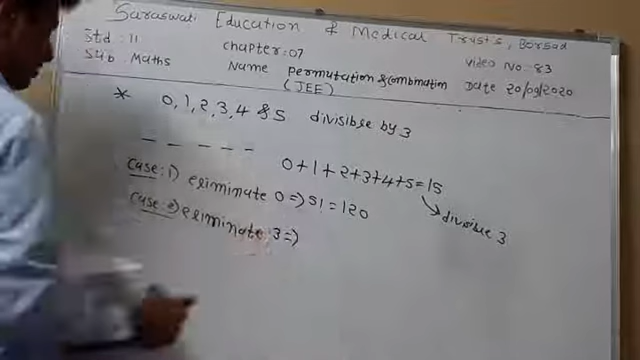 Saraswati Education & Medical Trust's, Borsad
Std: 11 Chapter: 07 Video No: 83
Sub: Maths Name Permutation & Combination Date 20/09/2020
(JEE)
* 0, 1, 2, 3, 4 & 5 divisible by 3
_ _ _ _ _ 0+1+2+3+4+5=15
Case: 1) eliminate 0 => 5! = 120 divisible 3
Case: 2) eliminate 3 =>